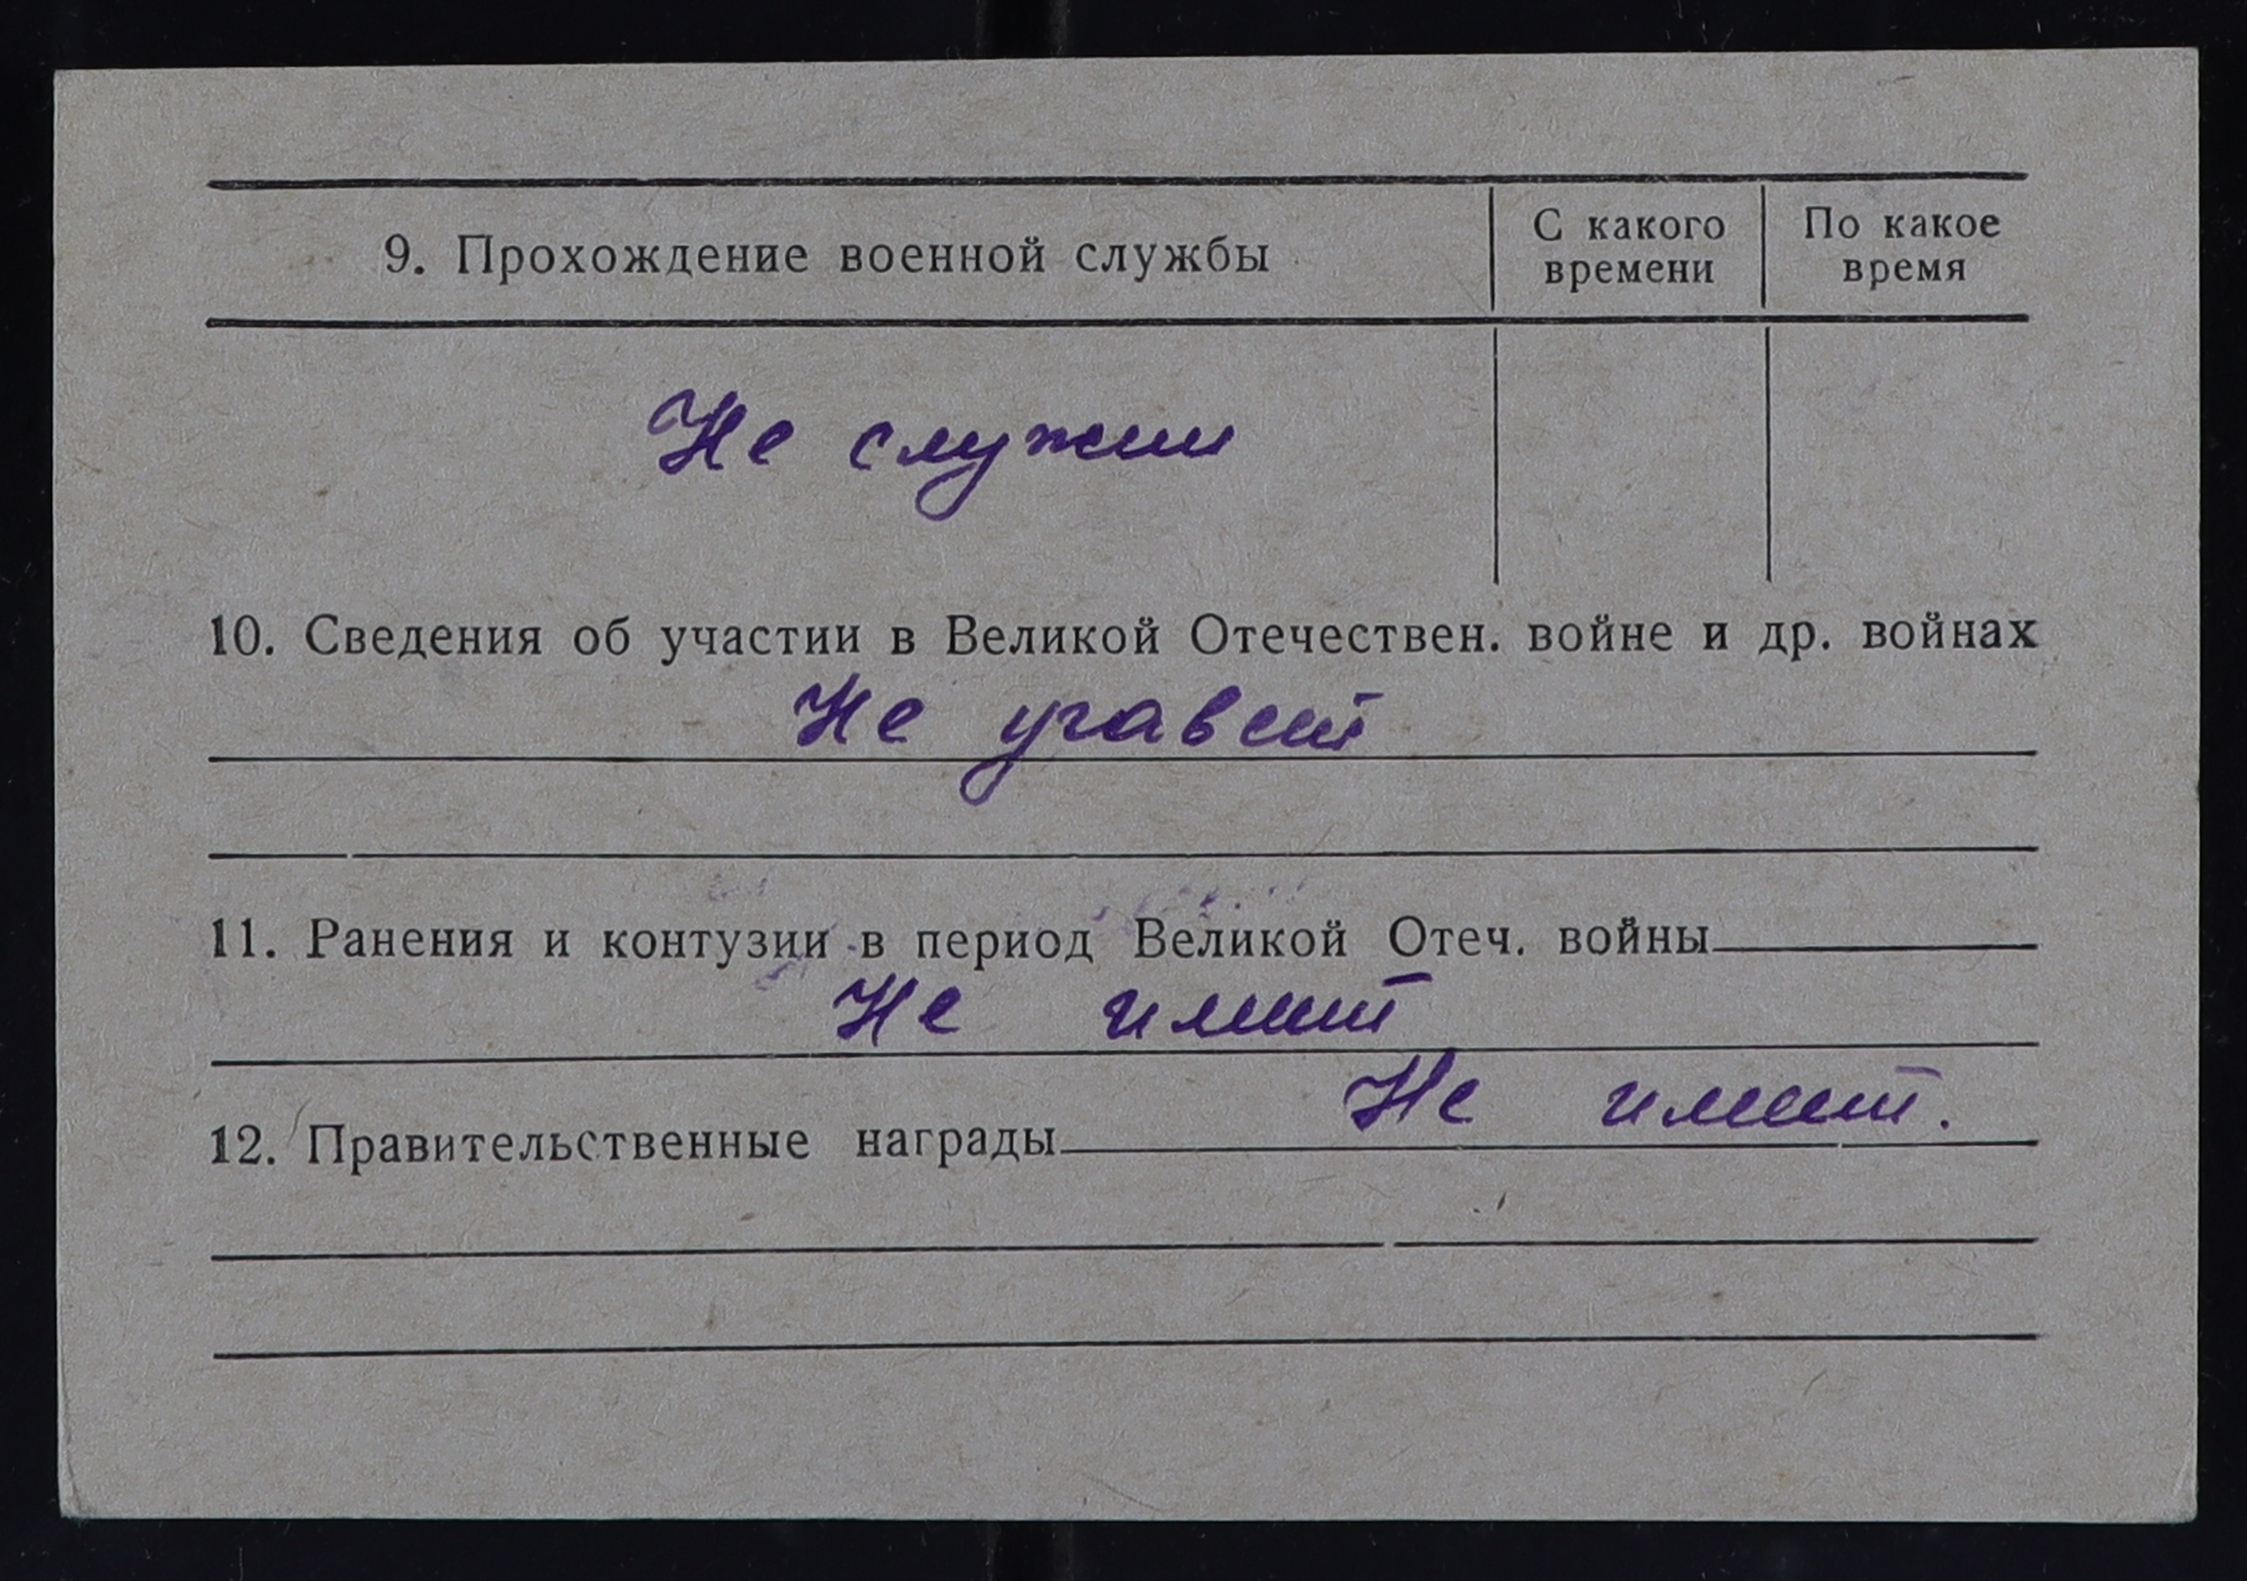 9. Прохождение военной службы
С какого времени
По какое время
Не служил
10. Сведения об участии в Великой Отечествен. войне и др. войнах
Не
11. Ранения и контузии в период Великой Отеч. войны
Не имеет
Не имеет.
12. Правительственные награды